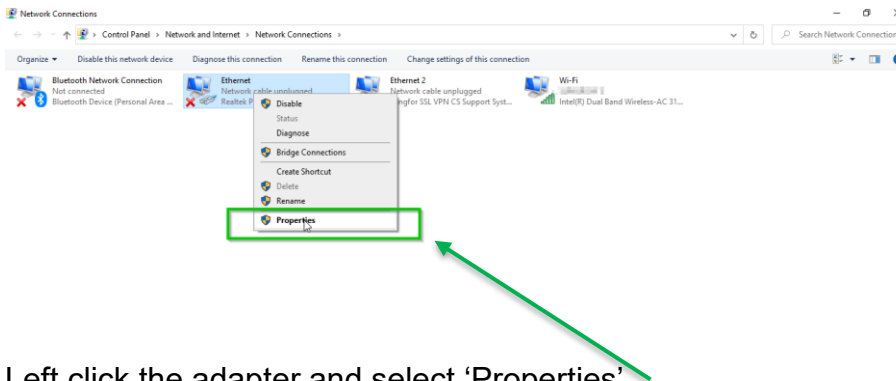 Network Connections
Control Panel > Network and Internet > Network Connections >
Search Network Connection
Organize Disable this network device Diagnose this connection Rename this connection Change settings of this connection
Bluetooth Network Connection
Not connected
Bluetooth Device (Personal Area ...
Ethernet
Network cable unplugged
Realtek P
Ethernet 2
Network cable unplugged
ngfor SSL VPN CS Support Syst...
Wi-Fi
Intel(R) Dual Band Wireless-AC 31...
Disable
Status
Diagnose
Bridge Connections
Create Shortcut
Delete
Rename
Properties
Left click the adapter and select ‘Properties’